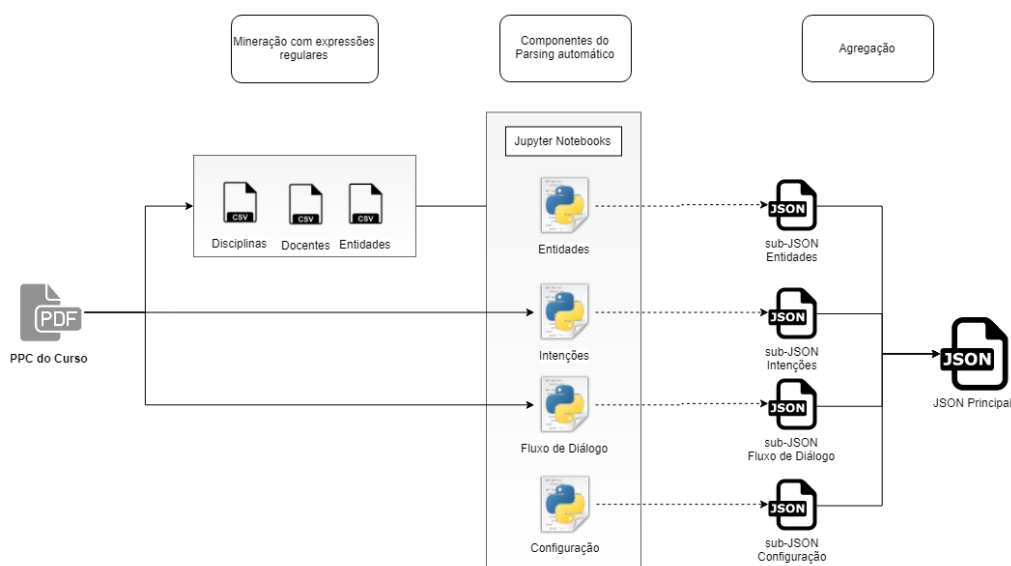 Mineração com expressões
regulares
Componentes do
Parsing automático
Agregação
Jupyter Notebooks
CSV
CSV
CSV
Disciplinas
Docentes
Entidades
Entidades
JSON
sub-JSON
Entidades
PDF
PPC do Curso
Intenções
JSON
sub-JSON
Intenções
JSON
JSON Principal
Fluxo de Diálogo
JSON
sub-JSON
Fluxo de Diálogo
Configuração
JSON
sub-JSON
Configuração